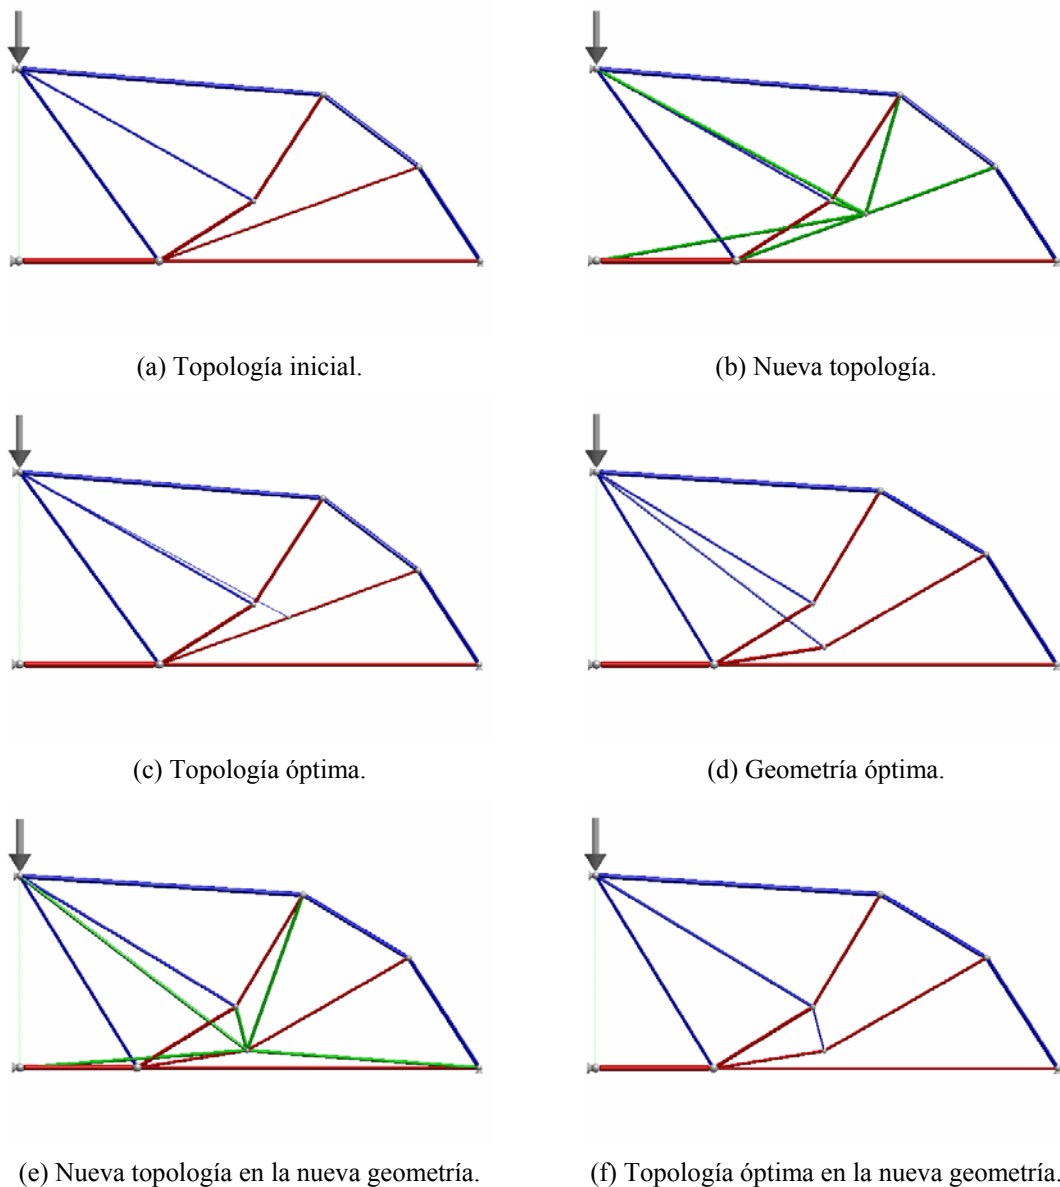 (a) Topología inicial.
(b) Nueva topología.
(c) Topología óptima.
(d) Geometría óptima.
(e) Nueva topología en la nueva geometría.
(f) Topología óptima en la nueva geometría.